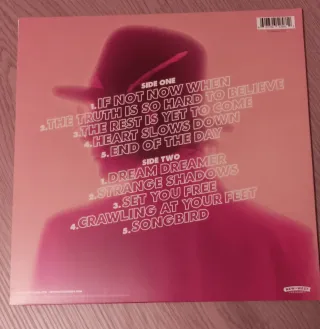 SIDE ONE
1. IF NOT NOW WHEN
2. THE TRUTH IS SO HARD TO BELIEVE
3. THE REST IS YET TO COME
4. HEART SLOWS DOWN
5. END OF THE DAY
SIDE TWO
1. DREAM DREAMER
2. STRANGE SHADOWS
3. SET YOU FREE
4. CRAWLING AT YOUR FEET
5. SONGBIRD
NEW WEST